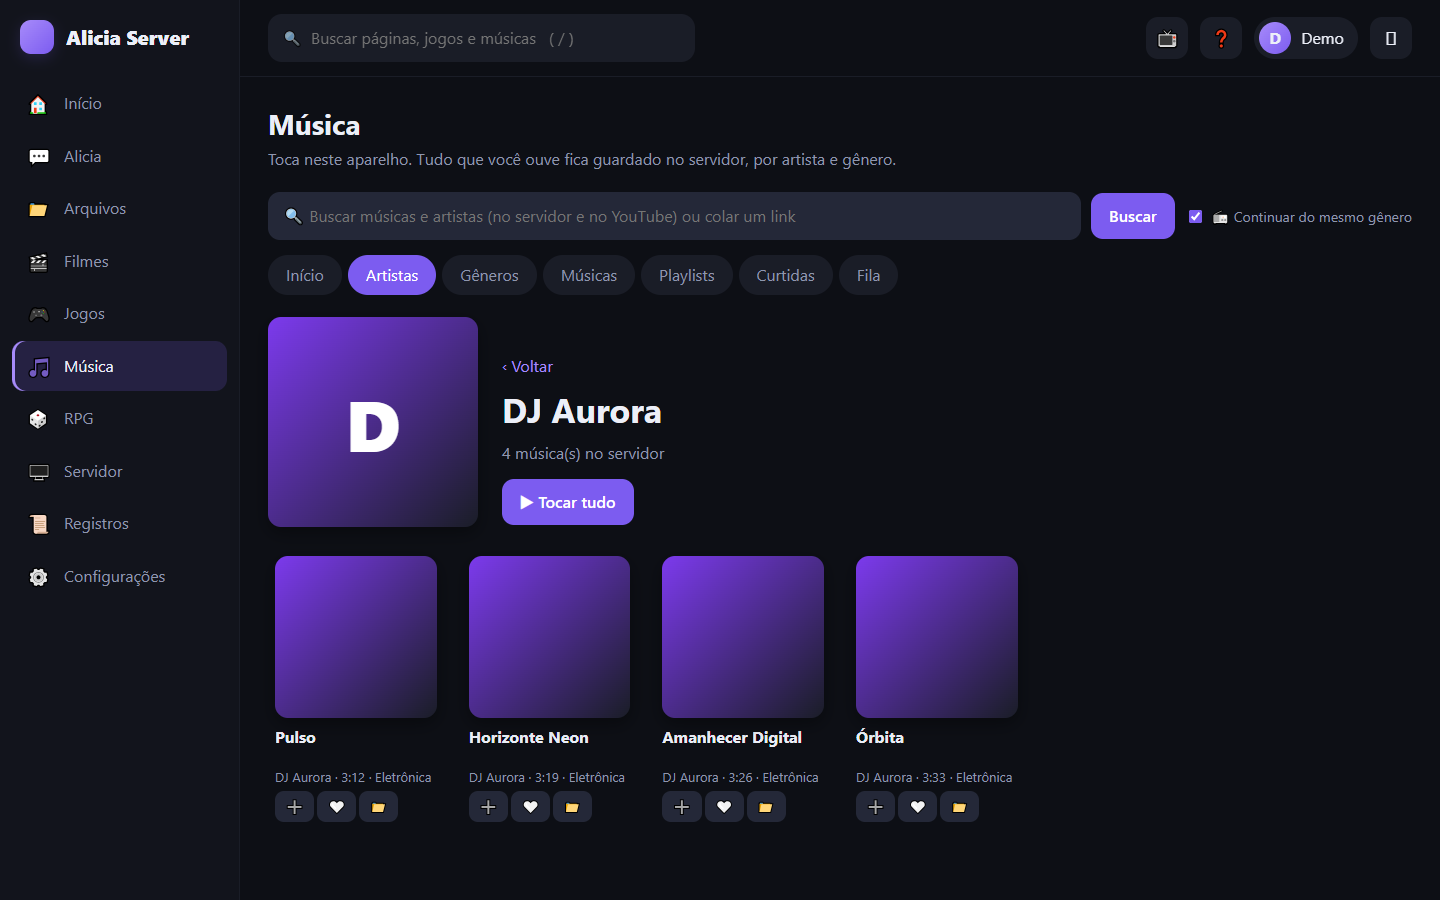 Alicia Server
Buscar páginas, jogos e músicas ( / )
D Demo
Início
Alicia
Arquivos
Filmes
Jogos
Música
RPG
Servidor
Registros
Configurações
Música
Toca neste aparelho. Tudo que você ouve fica guardado no servidor, por artista e gênero.
Buscar músicas e artistas (no servidor e no YouTube) ou colar um link
Buscar
Continuar do mesmo gênero
Início Artistas Gêneros Músicas Playlists Curtidas Fila
D
‹ Voltar
DJ Aurora
4 música(s) no servidor
▶ Tocar tudo
Pulso
DJ Aurora · 3:12 · Eletrônica
Horizonte Neon
DJ Aurora · 3:19 · Eletrônica
Amanhecer Digital
DJ Aurora · 3:26 · Eletrônica
Órbita
DJ Aurora · 3:33 · Eletrônica